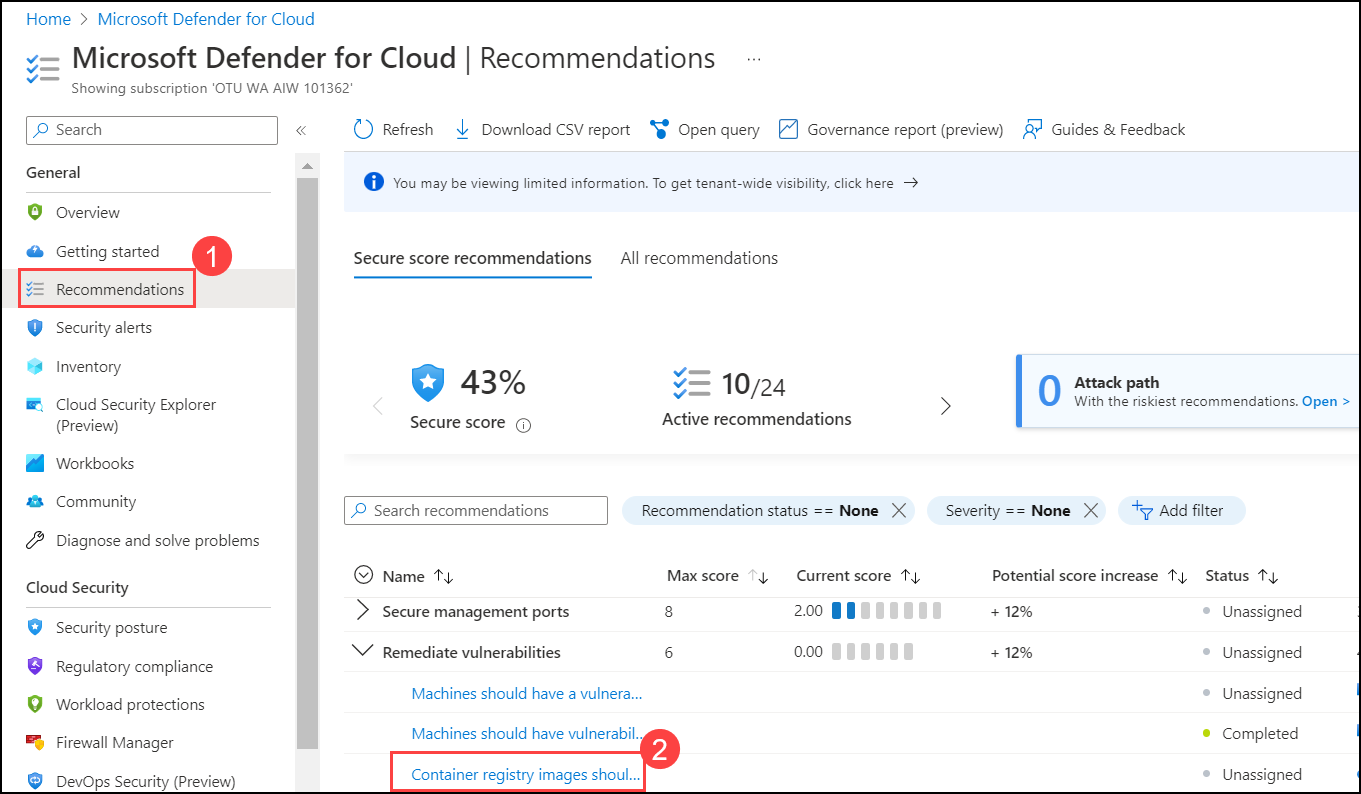 Home > Microsoft Defender for Cloud
Microsoft Defender for Cloud | Recommendations ...
Showing subscription 'OTU WA AIW 101362'
Search «
General
Overview
Getting started
1
Recommendations
Security alerts
Inventory
Cloud Security Explorer
(Preview)
Workbooks
Community
Diagnose and solve problems
Cloud Security
Security posture
Regulatory compliance
Workload protections
Firewall Manager
DevOps Security (Preview)
Refresh Download CSV report Open query Governance report (preview) Guides & Feedback
You may be viewing limited information. To get tenant-wide visibility, click here →
Secure score recommendations All recommendations
43%
Secure score
10/24
Active recommendations
0
Attack path
With the riskiest recommendations. Open >
Search recommendations Recommendation status == None Severity == None Add filter
Name ↑↓ Max score ↑↓ Current score ↑↓ Potential score increase ↑↓ Status ↑↓
Secure management ports 8 2.00 + 12% Unassigned
Remediate vulnerabilities 6 0.00 + 12% Unassigned
Machines should have a vulnera... Unassigned
Machines should have vulnerabil... Completed
2
Container registry images shoul... Unassigned